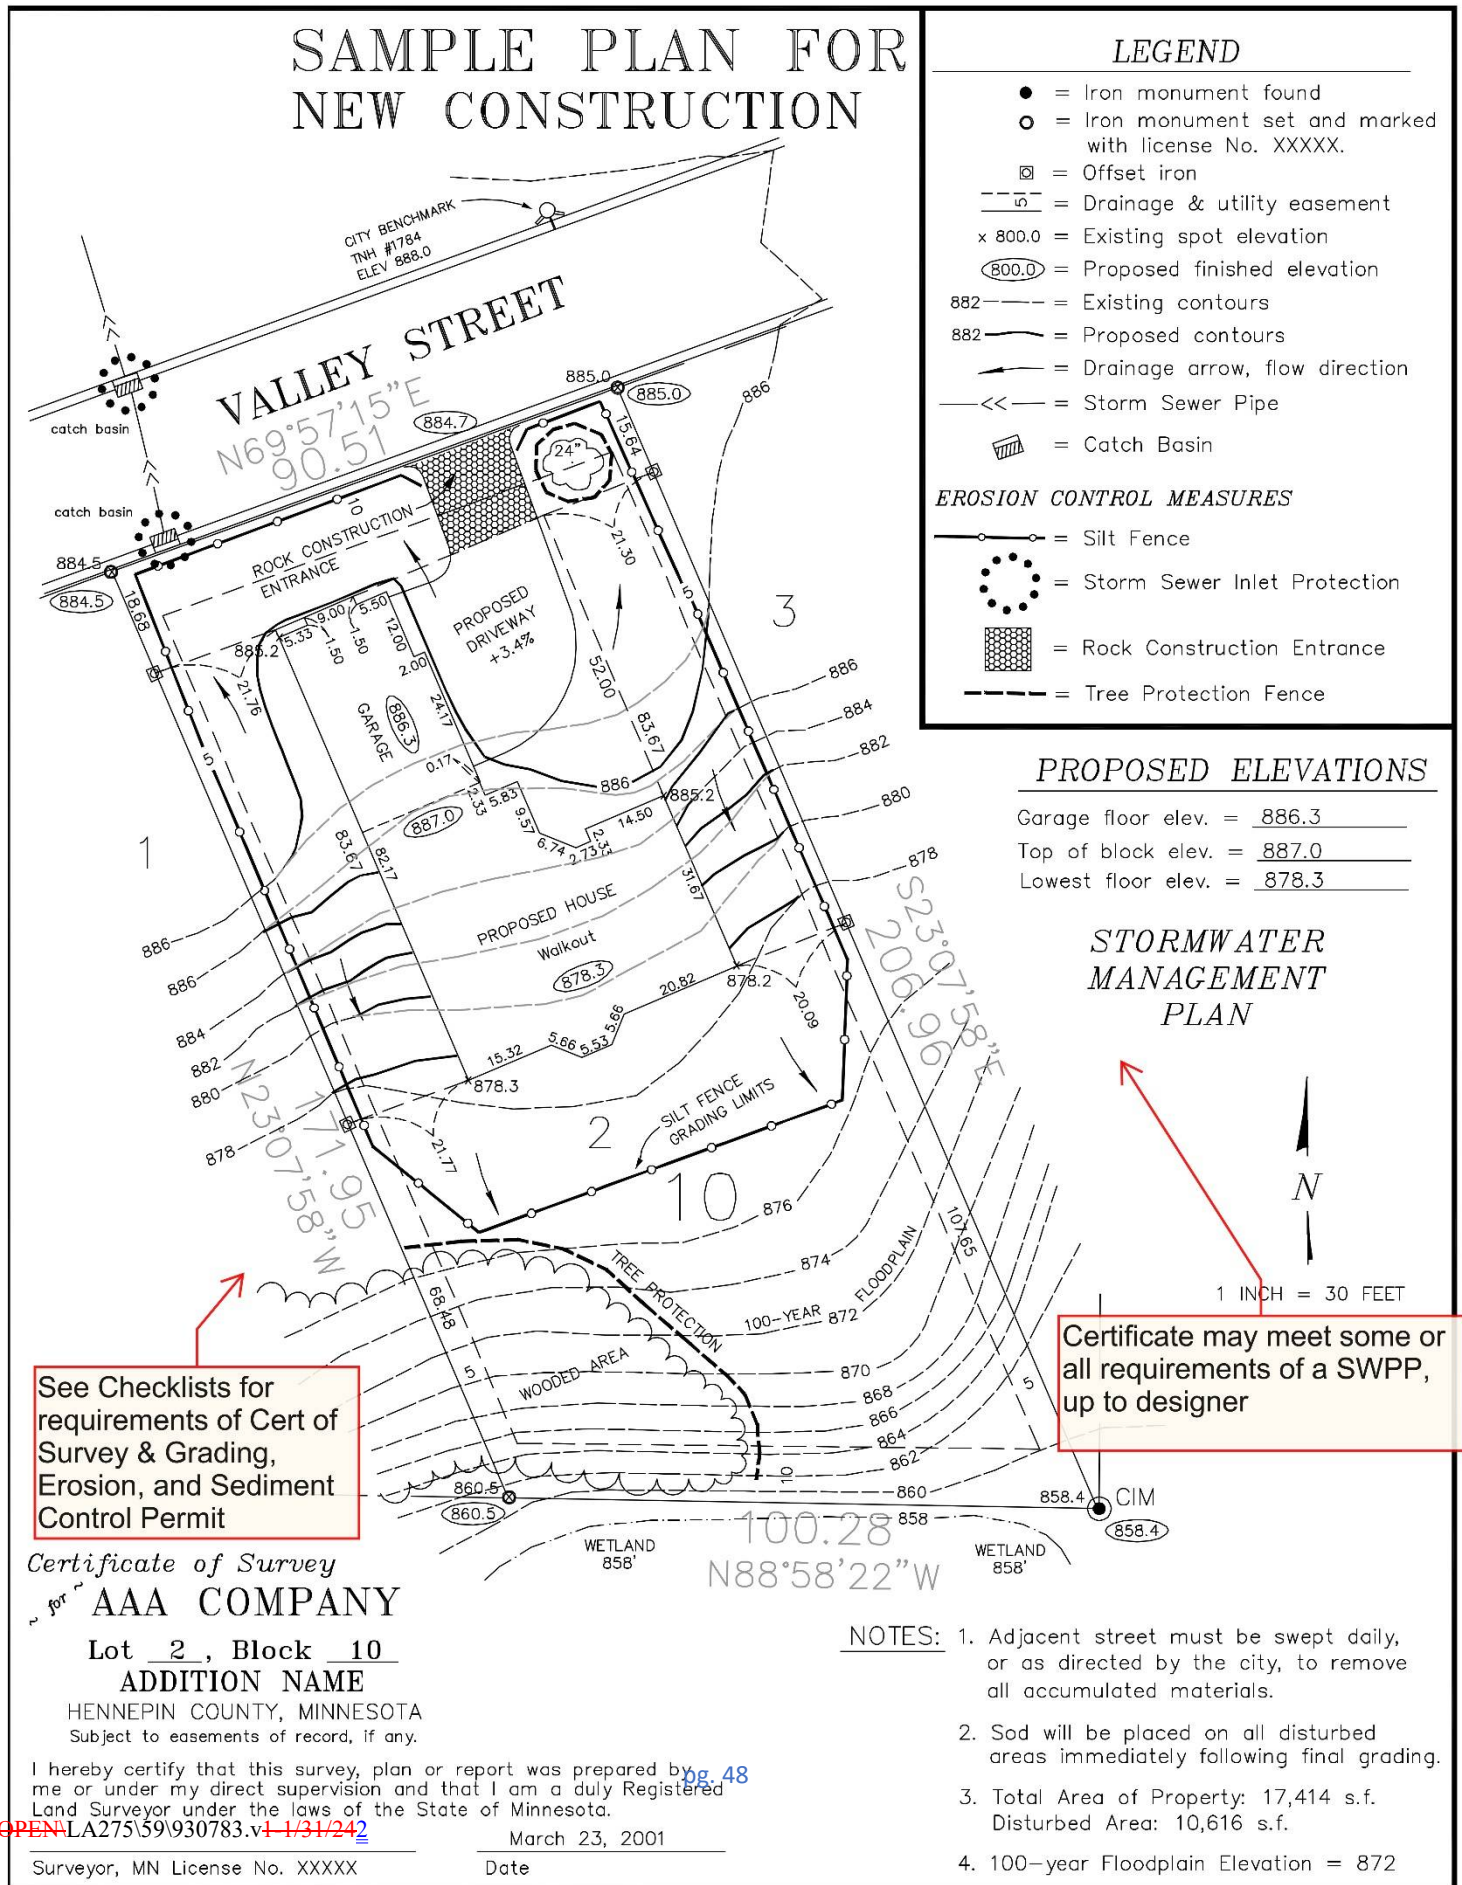 SAMPLE PLAN FOR
NEW CONSTRUCTION
LEGEND
= Iron monument found
= Iron monument set and marked
with license No. XXXXX.
= Offset iron
5 = Drainage & utility easement
x 800.0 = Existing spot elevation
800.0 = Proposed finished elevation
882 = Existing contours
882 = Proposed contours
= Drainage arrow, flow direction
<< = Storm Sewer Pipe
= Catch Basin
EROSION CONTROL MEASURES
= Silt Fence
= Storm Sewer Inlet Protection
= Rock Construction Entrance
= Tree Protection Fence
PROPOSED ELEVATIONS
Garage floor elev. = 886.3
Top of block elev. = 887.0
Lowest floor elev. = 878.3
STORMWATER
MANAGEMENT
PLAN
N
1 INCH = 30 FEET
Certificate may meet some or
all requirements of a SWPP,
up to designer
CITY BENCHMARK
TNH #1784
ELEV 888.0
VALLEY STREET
N69°57'15"E
90.51
catch basin
catch basin
884.5
884.5
884.7
885.0
885.0
886
24"
15.64
18.68
10
ROCK CONSTRUCTION
ENTRANCE
21.30
5
3
PROPOSED
DRIVEWAY
+3.4%
885.2
5.33
9.00
5.50
1.50
1.50
12.00
2.00
24.17
21.76
GARAGE
886.3
52.00
83.67
5
0.17
2.33
5.83
886
885.2
887.0
9.57
6.74
2.73
2.33
14.50
83.67
82.17
31.67
1
886
884
882
880
878
PROPOSED HOUSE
Walkout
878.3
20.82
878.2
20.09
5.66
5.53
5.66
15.32
878.3
21.77
886
886
884
882
880
878
S23°07'58"E
206.96
N23°07'58"W
171.95
2
10
SILT FENCE
GRADING LIMITS
876
874
100-YEAR 872 FLOODPLAIN
870
868
866
864
862
860
858
107.65
5
TREE PROTECTION
68.48
5
WOODED AREA
10
860.5
860.5
858.4
CIM
858.4
100.28
N88°58'22"W
WETLAND
858'
WETLAND
858'
See Checklists for
requirements of Cert of
Survey & Grading,
Erosion, and Sediment
Control Permit
Certificate of Survey
~ for ~ AAA COMPANY
Lot 2, Block 10
ADDITION NAME
HENNEPIN COUNTY, MINNESOTA
Subject to easements of record, if any.
I hereby certify that this survey, plan or report was prepared by
me or under my direct supervision and that I am a duly Registered
Land Surveyor under the laws of the State of Minnesota.
pg. 48
OPEN\LA275\59\930783.v1-1/31/242
March 23, 2001
Surveyor, MN License No. XXXXX
Date
NOTES: 1. Adjacent street must be swept daily,
or as directed by the city, to remove
all accumulated materials.
2. Sod will be placed on all disturbed
areas immediately following final grading.
3. Total Area of Property: 17,414 s.f.
Disturbed Area: 10,616 s.f.
4. 100-year Floodplain Elevation = 872